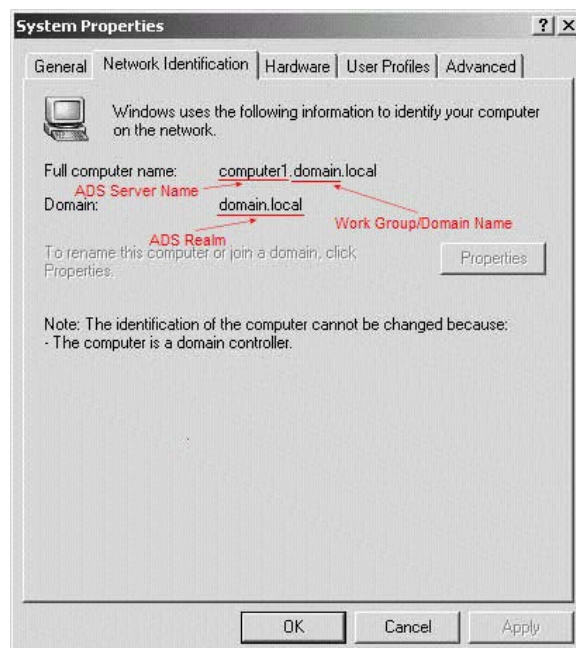 System Properties
General Network Identification Hardware User Profiles Advanced
Windows uses the following information to identify your computer
on the network.
Full computer name: computer1.domain.local
ADS Server Name
Domain: domain.local
Work Group/Domain Name
ADS Realm
To rename this computer or join a domain, click
Properties.
Properties
Note: The identification of the computer cannot be changed because:
- The computer is a domain controller.
OK Cancel Apply